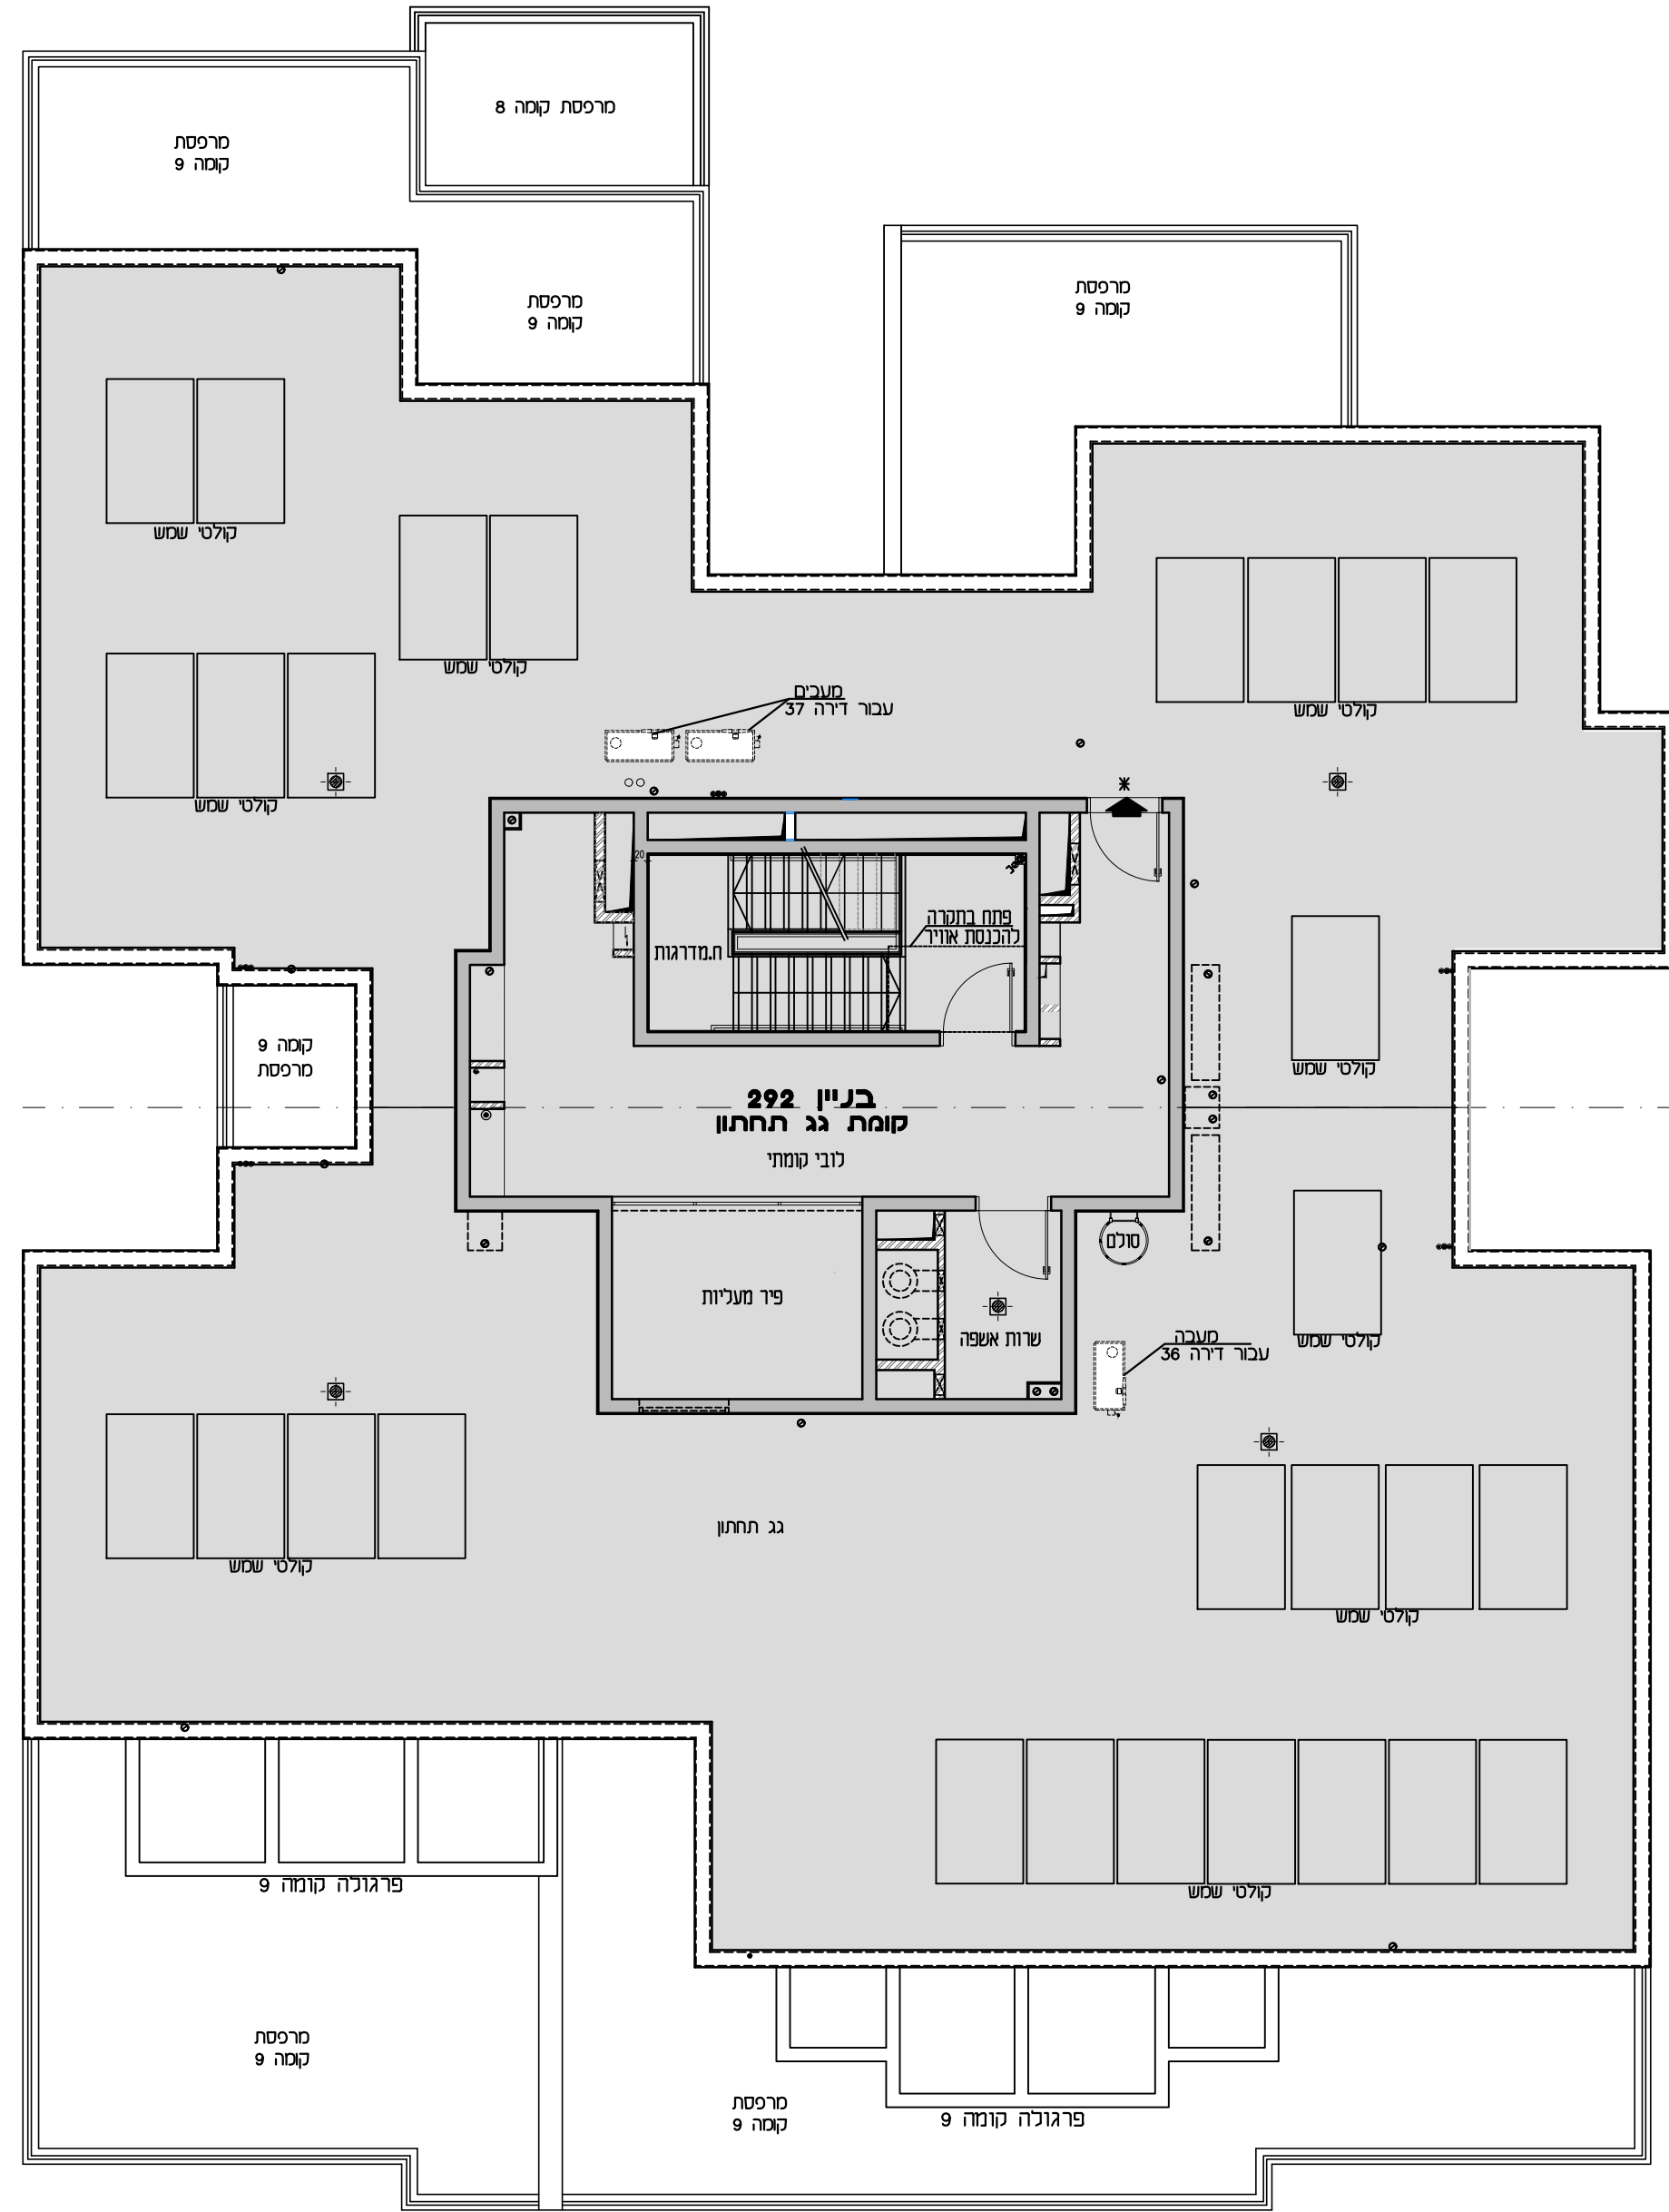 מרפסת קומה 8
מרפסת
קומה 9
מרפסת
קומה 9
מרפסת
קומה 9
קולטי שמש
קולטי שמש
קולטי שמש
קולטי שמש
מעבים
עבור דירה 37
20
ח.מדרגות
פתח בתקרה
להכנסת אוויר
קומה 9
מרפסת
קולטי שמש
בניין 292
קומת גג תחתון
לובי קומתי
סולם
פיר מעליות
שרות אשפה
מעבה
עבור דירה 36
קולטי שמש
גג תחתון
קולטי שמש
קולטי שמש
קולטי שמש
פרגולה קומה 9
מרפסת
קומה 9
מרפסת
קומה 9
פרגולה קומה 9